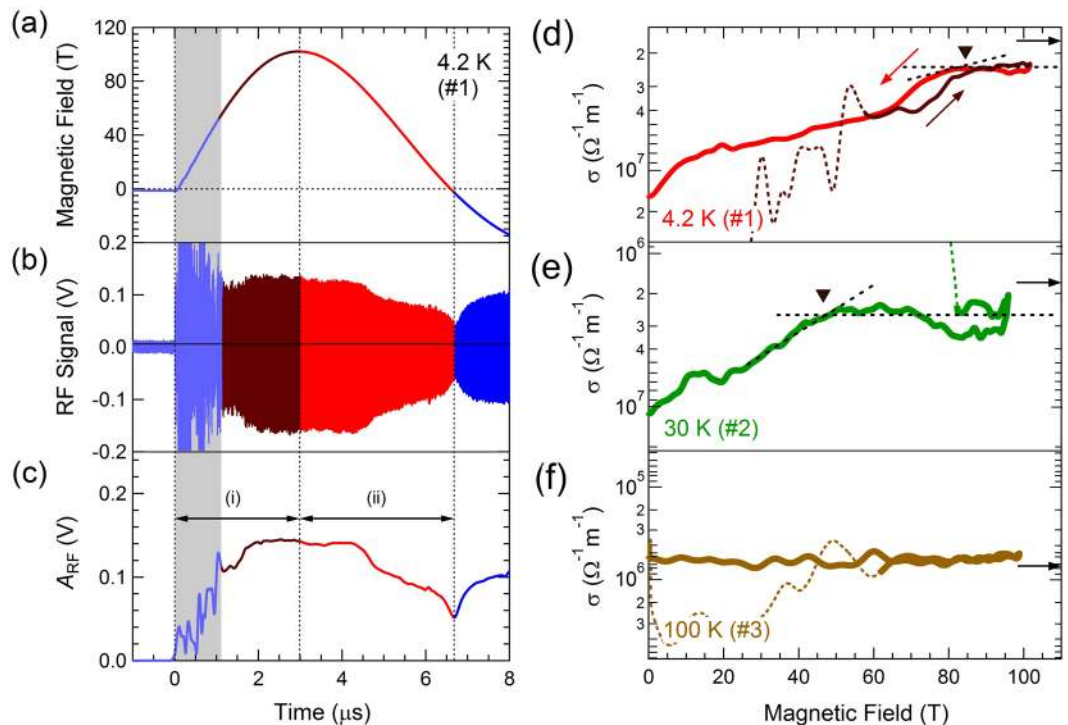 (a)
120
80
40
0
Magnetic Field (T)
4.2 K
(#1)
(b)
0.2
0.1
0.0
-0.1
-0.2
RF Signal (V)
(c)
0.2
0.1
0.0
A_RF (V)
(i)
(ii)
0
2
4
6
8
Time (μs)
(d)
2
3
4
10^7
2
σ (Ω^-1 m^-1)
4.2 K (#1)
(e)
6
10^6
2
3
4
10^7
σ (Ω^-1 m^-1)
30 K (#2)
(f)
10^5
2
3
4
6
10^6
2
3
σ (Ω^-1 m^-1)
100 K (#3)
0
20
40
60
80
100
Magnetic Field (T)